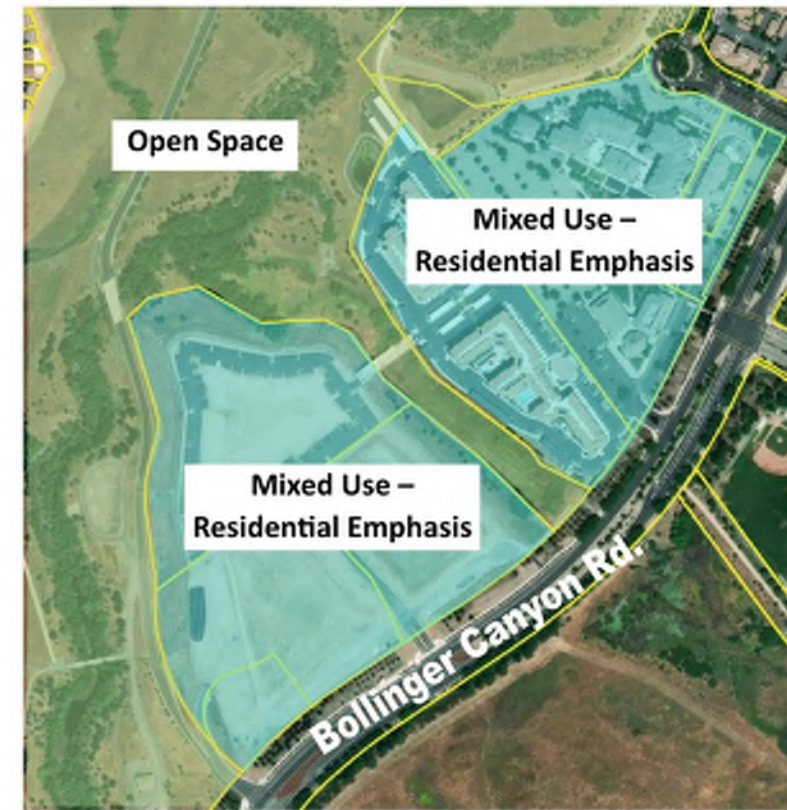 Open Space
Mixed Use –
Residential Emphasis
Mixed Use –
Residential Emphasis
Bollinger Canyon Rd.